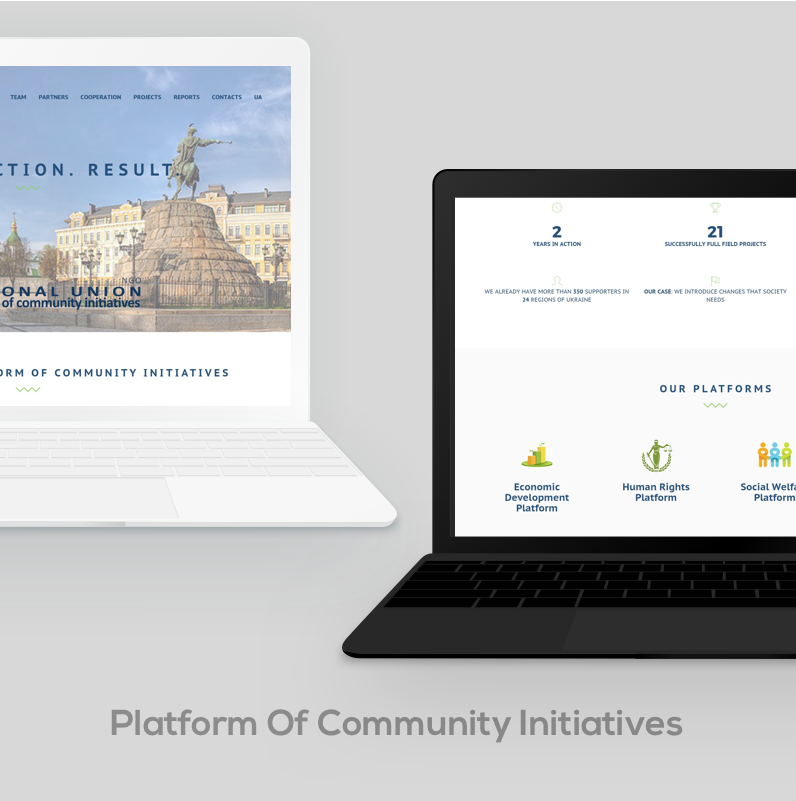 TEAM PARTNERS COOPERATION PROJECTS REPORTS CONTACTS UA
CTION. RESULT.
NGO
ONAL UNION
of community initiatives
ORM OF COMMUNITY INITIATIVES
2
YEARS IN ACTION
21
SUCCESSFULLY FULL FIELD PROJECTS
WE ALREADY HAVE MORE THAN 350 SUPPORTERS IN
24 REGIONS OF UKRAINE
OUR CASE: WE INTRODUCE CHANGES THAT SOCIETY
NEEDS
OUR PLATFORMS
Economic
Development
Platform
Human Rights
Platform
Social Welfa
Platform
Platform Of Community Initiatives